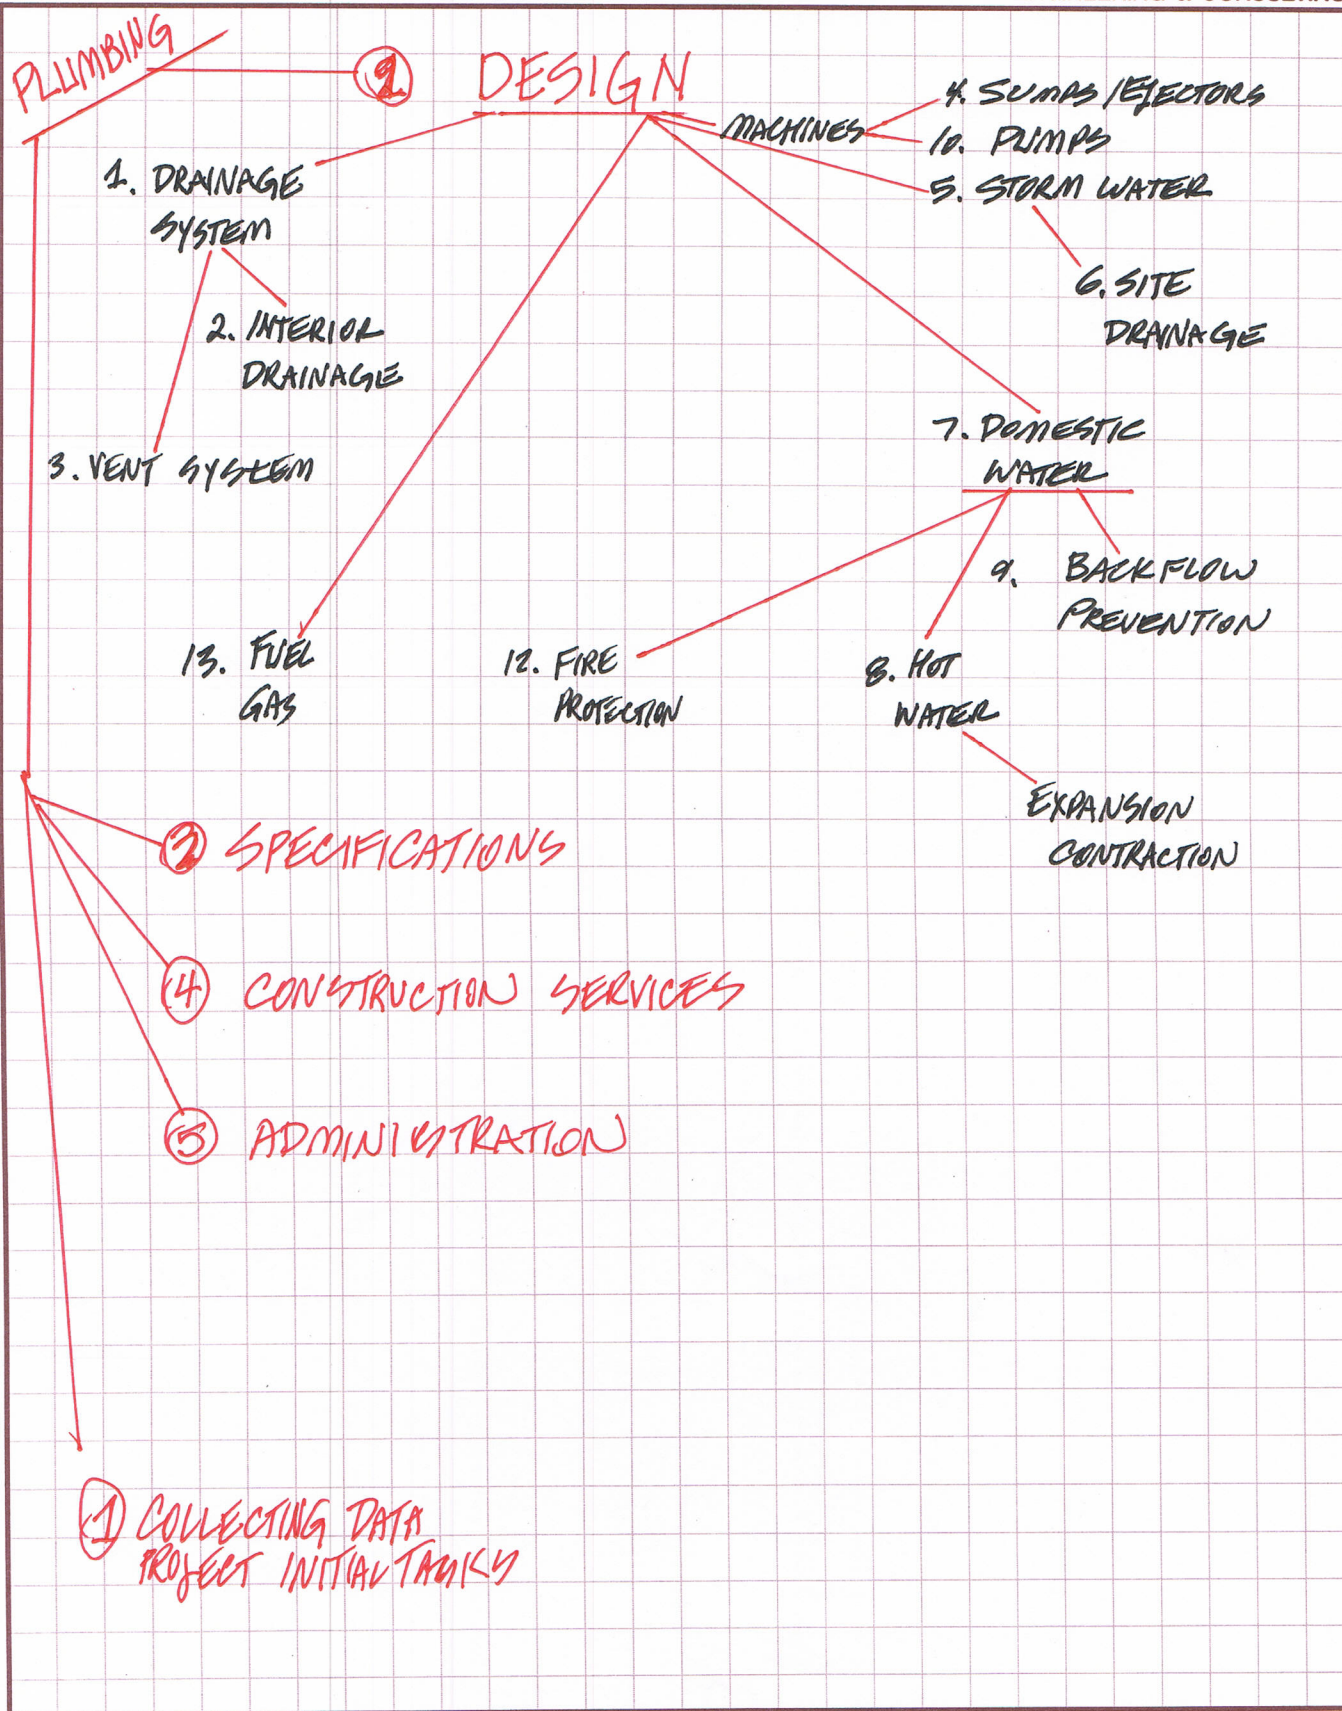 PLUMBING
2 DESIGN
MACHINES
4. SUMPS/EJECTORS
10. PUMPS
5. STORM WATER
6. SITE
DRAINAGE
1. DRAINAGE
SYSTEM
2. INTERIOR
DRAINAGE
3. VENT SYSTEM
7. DOMESTIC
WATER
9. BACKFLOW
PREVENTION
13. FUEL
GAS
12. FIRE
PROTECTION
8. HOT
WATER
EXPANSION
CONTRACTION
3 SPECIFICATIONS
4 CONSTRUCTION SERVICES
5 ADMINISTRATION
1 COLLECTING DATA
PROJECT INITIAL TASKS